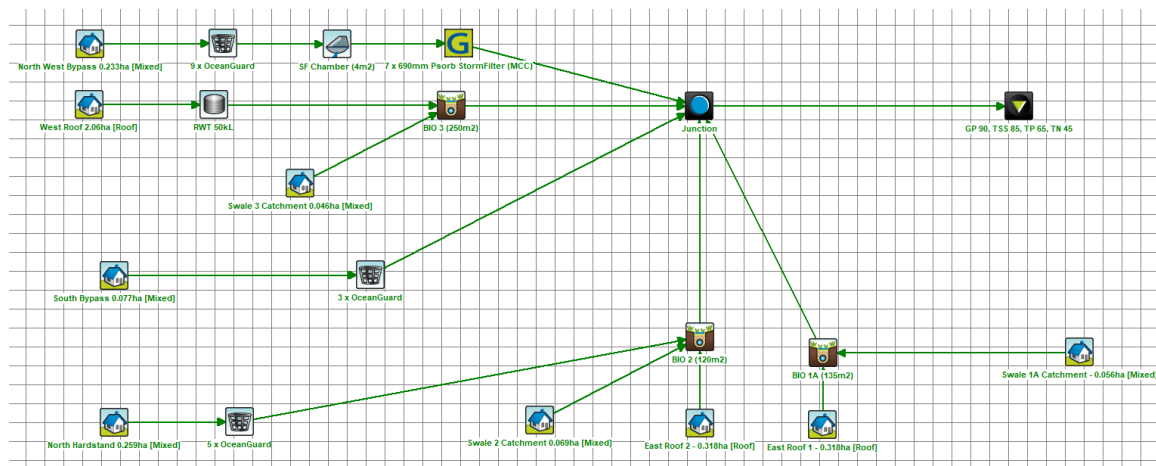 North West Bypass 0.233ha [Mixed]
9 x OceanGuard
SF Chamber (4m2)
G
7 x 690mm Psorb StormFilter (MCC)
West Roof 2.06ha [Roof]
RWT 50kL
BIO 3 (250m2)
Junction
GP 90, TSS 85, TP 65, TN 45
Swale 3 Catchment 0.046ha [Mixed]
South Bypass 0.077ha [Mixed]
3 x OceanGuard
BIO 2 (120m2)
BIO 1A (135m2)
Swale 1A Catchment - 0.056ha [Mixed]
North Hardstand 0.259ha [Mixed]
5 x OceanGuard
Swale 2 Catchment 0.069ha [Mixed]
East Roof 2 - 0.318ha [Roof]
East Roof 1 - 0.318ha [Roof]